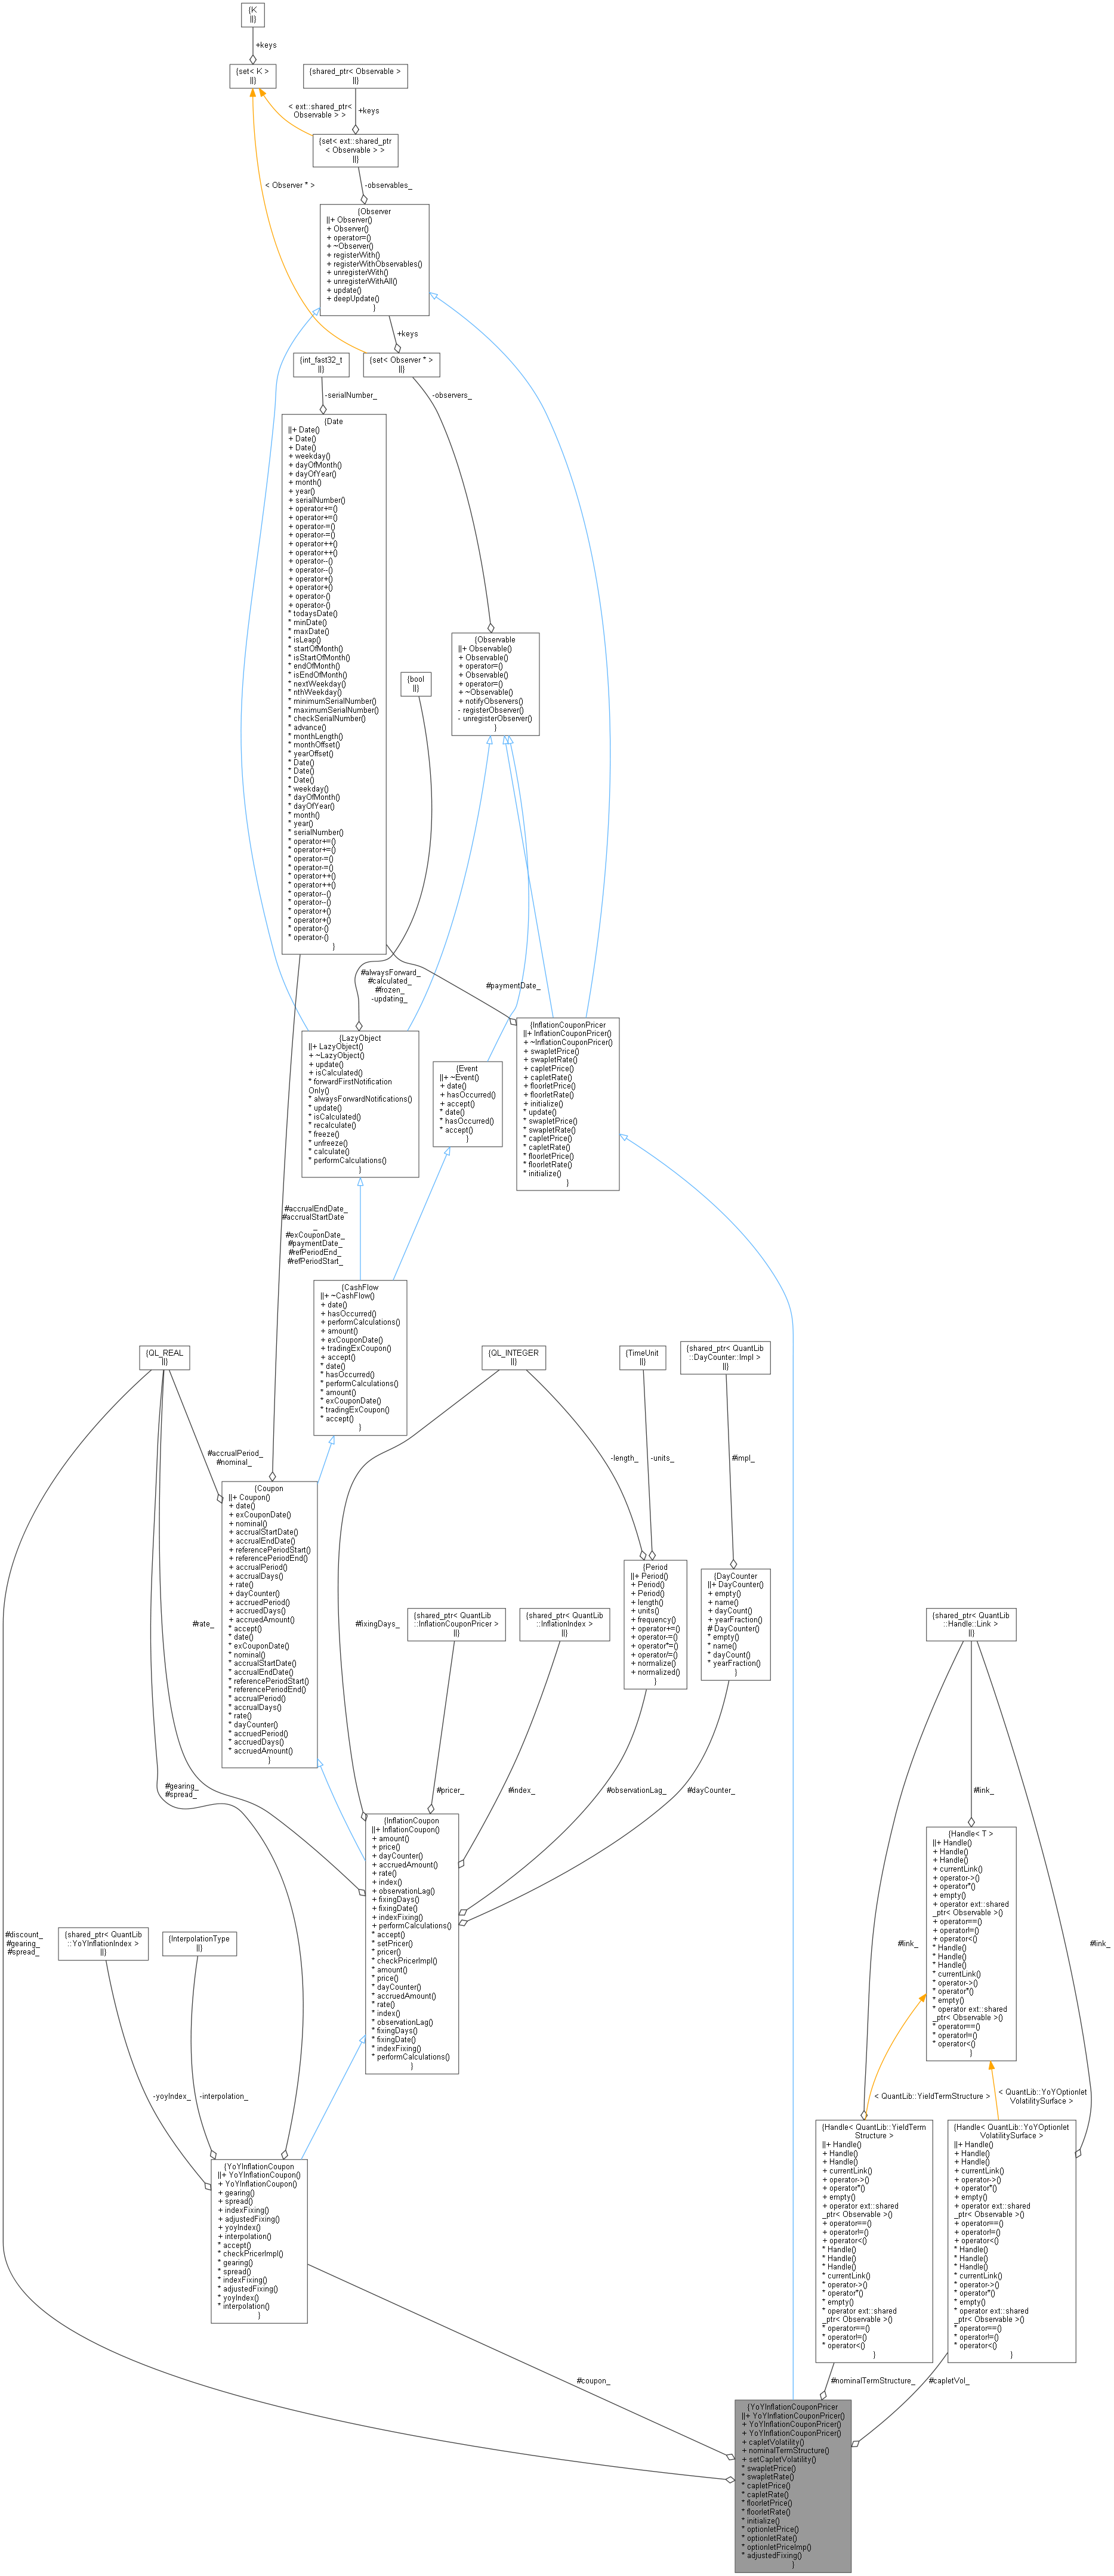 {K
||}
+keys
{set< K >
||}
{shared_ptr< Observable >
||}
< ext::shared_ptr<
Observable > >
+keys
{set< ext::shared_ptr
< Observable > >
||}
< Observer * >
-observables_
{Observer
||+ Observer()
+ Observer()
+ operator=()
+ ~Observer()
+ registerWith()
+ registerWithObservables()
+ unregisterWith()
+ unregisterWithAll()
+ update()
+ deepUpdate()
}
+keys
{int_fast32_t
||}
{set< Observer * >
||}
-serialNumber_
-observers_
{Date
||+ Date()
+ Date()
+ Date()
+ weekday()
+ dayOfMonth()
+ dayOfYear()
+ month()
+ year()
+ serialNumber()
+ operator+=()
+ operator+=()
+ operator-=()
+ operator-=()
+ operator++()
+ operator++()
+ operator--()
+ operator--()
+ operator+()
+ operator+()
+ operator-()
+ operator-()
* todaysDate()
* minDate()
* maxDate()
* isLeap()
* startOfMonth()
* isStartOfMonth()
* endOfMonth()
* isEndOfMonth()
* nextWeekday()
* nthWeekday()
* minimumSerialNumber()
* maximumSerialNumber()
* checkSerialNumber()
* advance()
* monthLength()
* monthOffset()
* yearOffset()
* Date()
* Date()
* Date()
* weekday()
* dayOfMonth()
* dayOfYear()
* month()
* year()
* serialNumber()
* operator+=()
* operator+=()
* operator-=()
* operator-=()
* operator++()
* operator++()
* operator--()
* operator--()
* operator+()
* operator+()
* operator-()
* operator-()
}
{Observable
||+ Observable()
+ Observable()
+ operator=()
+ Observable()
+ operator=()
+ ~Observable()
+ notifyObservers()
- registerObserver()
- unregisterObserver()
}
{bool
||}
#alwaysForward_
#calculated_
#frozen_
-updating_
#paymentDate_
{LazyObject
||+ LazyObject()
+ ~LazyObject()
+ update()
+ isCalculated()
* forwardFirstNotification
Only()
* alwaysForwardNotifications()
* update()
* isCalculated()
* recalculate()
* freeze()
* unfreeze()
* calculate()
* performCalculations()
}
{Event
||+ ~Event()
+ date()
+ hasOccurred()
+ accept()
* date()
* hasOccurred()
* accept()
}
{InflationCouponPricer
||+ InflationCouponPricer()
+ ~InflationCouponPricer()
+ swapletPrice()
+ swapletRate()
+ capletPrice()
+ capletRate()
+ floorletPrice()
+ floorletRate()
+ initialize()
* update()
* swapletPrice()
* swapletRate()
* capletPrice()
* capletRate()
* floorletPrice()
* floorletRate()
* initialize()
}
#accrualEndDate_
#accrualStartDate
_
#exCouponDate_
#paymentDate_
#refPeriodEnd_
#refPeriodStart_
{CashFlow
||+ ~CashFlow()
+ date()
+ hasOccurred()
+ performCalculations()
+ amount()
+ exCouponDate()
+ tradingExCoupon()
+ accept()
* date()
* hasOccurred()
* performCalculations()
* amount()
* exCouponDate()
* tradingExCoupon()
* accept()
}
{QL_REAL
||}
{QL_INTEGER
||}
{TimeUnit
||}
{shared_ptr< QuantLib
::DayCounter::Impl >
||}
#accrualPeriod_
#nominal_
-length_
-units_
#impl_
{Coupon
||+ Coupon()
+ date()
+ exCouponDate()
+ nominal()
+ accrualStartDate()
+ accrualEndDate()
+ referencePeriodStart()
+ referencePeriodEnd()
+ accrualPeriod()
+ accrualDays()
+ rate()
+ dayCounter()
+ accruedPeriod()
+ accruedDays()
+ accruedAmount()
* accept()
* date()
* exCouponDate()
* nominal()
* accrualStartDate()
* accrualEndDate()
* referencePeriodStart()
* referencePeriodEnd()
* accrualPeriod()
* accrualDays()
* rate()
* dayCounter()
* accruedPeriod()
* accruedDays()
* accruedAmount()
}
{Period
||+ Period()
+ Period()
+ Period()
+ length()
+ units()
+ frequency()
+ operator+=()
+ operator-=()
+ operator*=()
+ operator/=()
+ normalize()
+ normalized()
}
{DayCounter
||+ DayCounter()
+ empty()
+ name()
+ dayCount()
+ yearFraction()
# DayCounter()
* empty()
* name()
* dayCount()
* yearFraction()
}
#rate_
#fixingDays_
{shared_ptr< QuantLib
::InflationCouponPricer >
||}
{shared_ptr< QuantLib
::InflationIndex >
||}
{shared_ptr< QuantLib
::Handle::Link >
||}
#gearing_
#spread_
#pricer_
#index_
#observationLag_
#dayCounter_
#link_
{InflationCoupon
||+ InflationCoupon()
+ amount()
+ price()
+ dayCounter()
+ accruedAmount()
+ rate()
+ index()
+ observationLag()
+ fixingDays()
+ fixingDate()
+ indexFixing()
+ performCalculations()
* accept()
* setPricer()
* pricer()
* checkPricerImpl()
* amount()
* price()
* dayCounter()
* accruedAmount()
* rate()
* index()
* observationLag()
* fixingDays()
* fixingDate()
* indexFixing()
* performCalculations()
}
{Handle< T >
||+ Handle()
+ Handle()
+ Handle()
+ currentLink()
+ operator->()
+ operator*()
+ empty()
+ operator ext::shared
_ptr< Observable >()
+ operator==()
+ operator!=()
+ operator<()
* Handle()
* Handle()
* Handle()
* currentLink()
* operator->()
* operator*()
* empty()
* operator ext::shared
_ptr< Observable >()
* operator==()
* operator!=()
* operator<()
}
#discount_
#gearing_
#spread_
{shared_ptr< QuantLib
::YoYInflationIndex >
||}
{InterpolationType
||}
#link_
#link_
-yoyIndex_
-interpolation_
< QuantLib::YieldTermStructure >
< QuantLib::YoYOptionlet
VolatilitySurface >
{YoYInflationCoupon
||+ YoYInflationCoupon()
+ YoYInflationCoupon()
+ gearing()
+ spread()
+ indexFixing()
+ adjustedFixing()
+ yoyIndex()
+ interpolation()
* accept()
* checkPricerImpl()
* gearing()
* spread()
* indexFixing()
* adjustedFixing()
* yoyIndex()
* interpolation()
}
{Handle< QuantLib::YieldTerm
Structure >
||+ Handle()
+ Handle()
+ Handle()
+ currentLink()
+ operator->()
+ operator*()
+ empty()
+ operator ext::shared
_ptr< Observable >()
+ operator==()
+ operator!=()
+ operator<()
* Handle()
* Handle()
* Handle()
* currentLink()
* operator->()
* operator*()
* empty()
* operator ext::shared
_ptr< Observable >()
* operator==()
* operator!=()
* operator<()
}
{Handle< QuantLib::YoYOptionlet
VolatilitySurface >
||+ Handle()
+ Handle()
+ Handle()
+ currentLink()
+ operator->()
+ operator*()
+ empty()
+ operator ext::shared
_ptr< Observable >()
+ operator==()
+ operator!=()
+ operator<()
* Handle()
* Handle()
* Handle()
* currentLink()
* operator->()
* operator*()
* empty()
* operator ext::shared
_ptr< Observable >()
* operator==()
* operator!=()
* operator<()
}
#coupon_
#nominalTermStructure_
#capletVol_
{YoYInflationCouponPricer
||+ YoYInflationCouponPricer()
+ YoYInflationCouponPricer()
+ YoYInflationCouponPricer()
+ capletVolatility()
+ nominalTermStructure()
+ setCapletVolatility()
* swapletPrice()
* swapletRate()
* capletPrice()
* capletRate()
* floorletPrice()
* floorletRate()
* initialize()
* optionletPrice()
* optionletRate()
* optionletPriceImp()
* adjustedFixing()
}